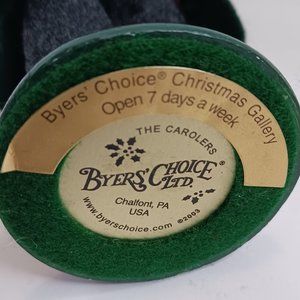 Byers' Choice® Christmas Gallery
Open 7 days a week
THE CAROLERS
BYERS' CHOICE LTD.®
Chalfont, PA
USA
www.byerschoice.com ©2003